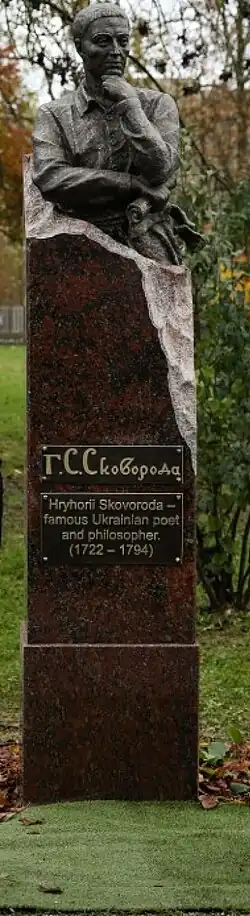 Г.С.Сковорода
Hryhorii Skovoroda –
famous Ukrainian poet
and philosopher.
(1722 – 1794)